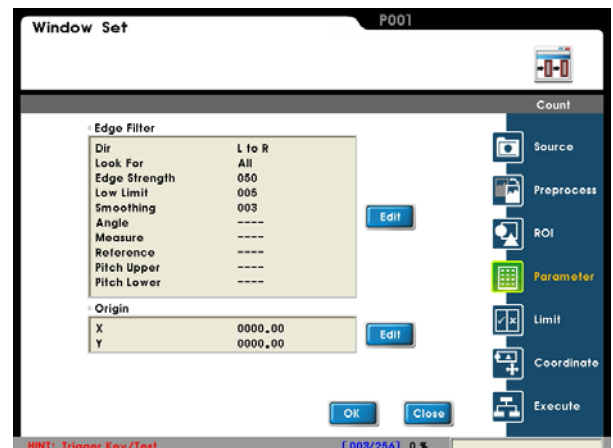 Window Set
P001
Count
Edge Filter
Dir L to R
Look For All
Edge Strength 050
Low Limit 005
Smoothing 003
Angle ----
Measure ----
Reference ----
Pitch Upper ----
Pitch Lower ----
Edit
Origin
X 0000.00
Y 0000.00
Edit
OK
Close
Source
Preprocess
ROI
Parameter
Limit
Coordinate
Execute
HINT: Trigger Key/Test
[003/256] 0 %